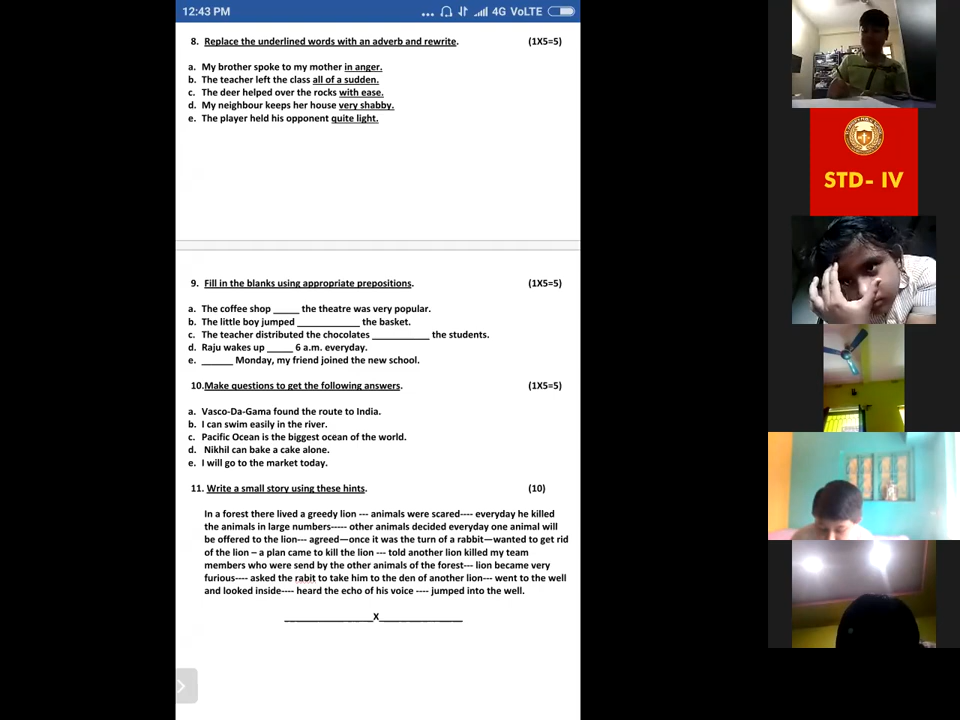 12:43 PM ... 4G VoLTE
8. Replace the underlined words with an adverb and rewrite. (1X5=5)
a. My brother spoke to my mother in anger.
b. The teacher left the class all of a sudden.
c. The deer helped over the rocks with ease.
d. My neighbour keeps her house very shabby.
e. The player held his opponent quite light.
9. Fill in the blanks using appropriate prepositions. (1X5=5)
a. The coffee shop _____ the theatre was very popular.
b. The little boy jumped ____________ the basket.
c. The teacher distributed the chocolates ___________ the students.
d. Raju wakes up _____ 6 a.m. everyday.
e. ______ Monday, my friend joined the new school.
10.Make questions to get the following answers. (1X5=5)
a. Vasco-Da-Gama found the route to India.
b. I can swim easily in the river.
c. Pacific Ocean is the biggest ocean of the world.
d. Nikhil can bake a cake alone.
e. I will go to the market today.
11. Write a small story using these hints. (10)
In a forest there lived a greedy lion --- animals were scared---- everyday he killed
the animals in large numbers----- other animals decided everyday one animal will
be offered to the lion--- agreed—once it was the turn of a rabbit—wanted to get rid
of the lion – a plan came to kill the lion --- told another lion killed my team
members who were send by the other animals of the forest--- lion became very
furious---- asked the rabit to take him to the den of another lion--- went to the well
and looked inside---- heard the echo of his voice ---- jumped into the well.
_________________X________________
STD- IV